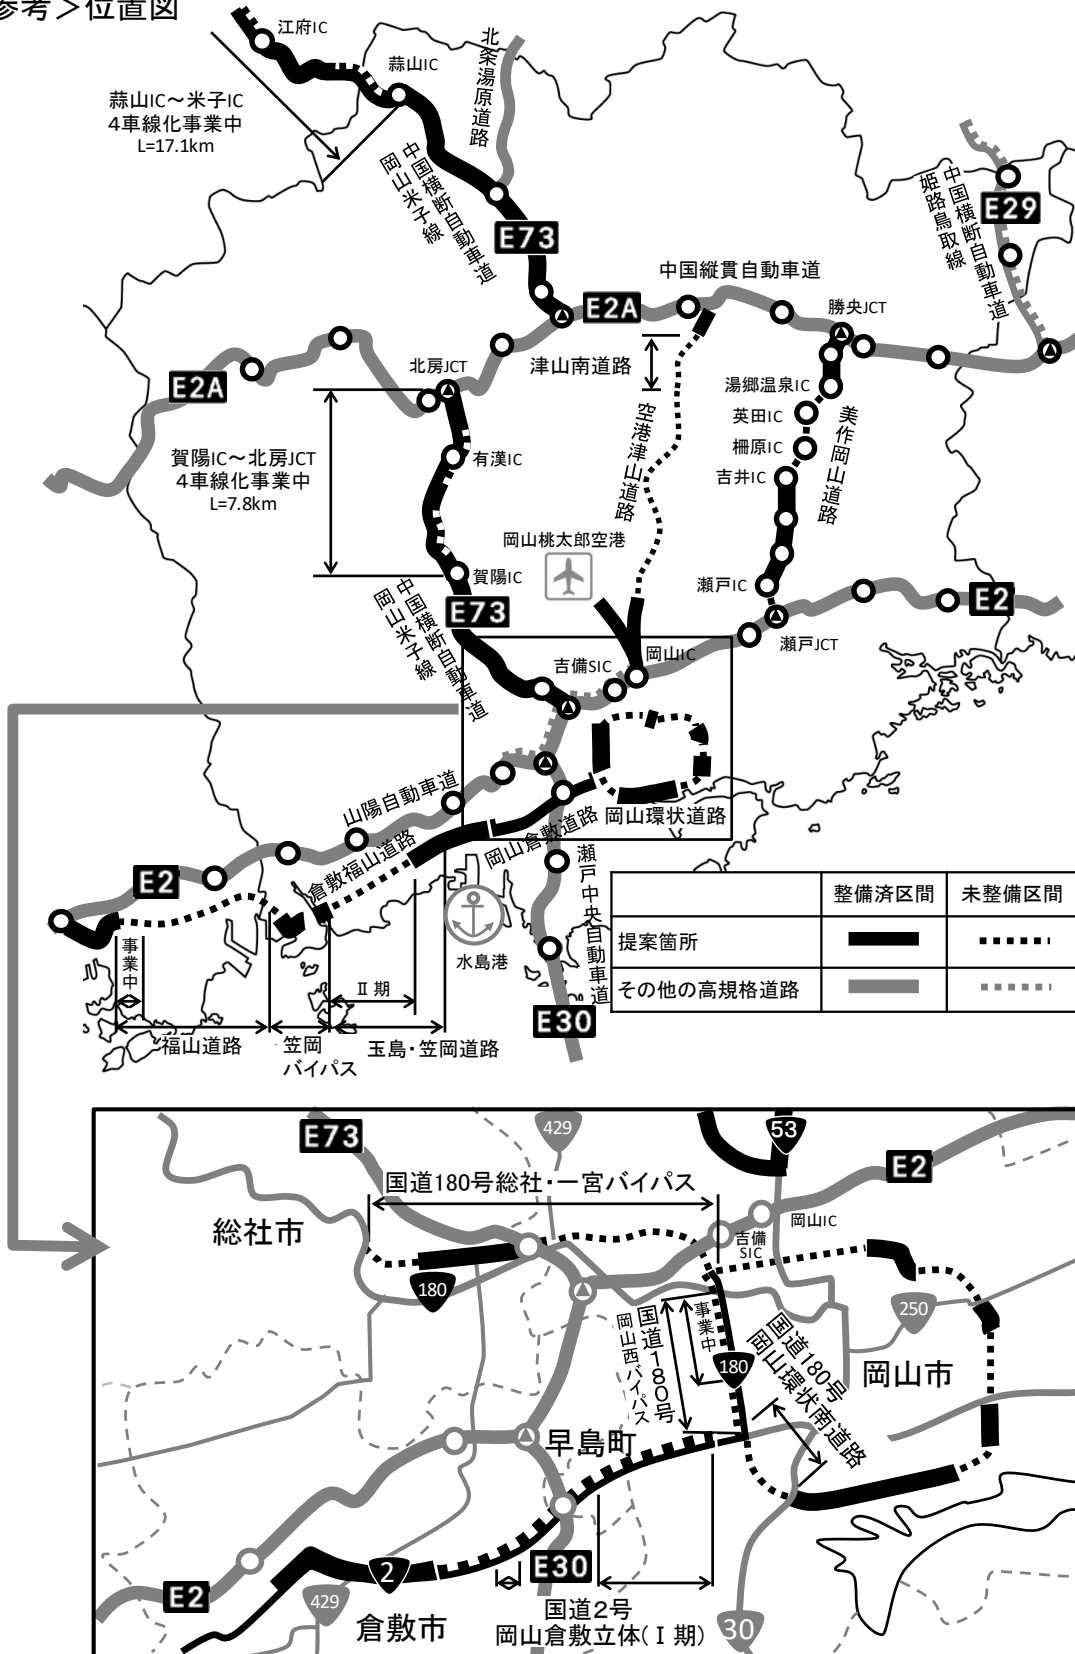 参考＞位置図
江府IC
蒜山IC
北条湯原道路
蒜山IC～米子IC
4車線化事業中
L=17.1km
中国横断自動車道
岡山米子線
E73
中国横断自動車道
姫路鳥取線
E29
中国縦貫自動車道
E2A
勝央JCT
津山南道路
北房JCT
E2A
湯郷温泉IC
英田IC
柵原IC
吉井IC
美作岡山道路
空港津山道路
賀陽IC～北房JCT
4車線化事業中
L=7.8km
有漢IC
岡山桃太郎空港
賀陽IC
瀬戸IC
E73
E2
中国横断自動車道
岡山米子線
瀬戸JCT
岡山IC
吉備SIC
山陽自動車道
岡山環状道路
岡山倉敷道路
倉敷福山道路
E2
瀬戸中央自動車道
水島港
整備済区間
未整備区間
提案箇所
その他の高規格道路
事業中
Ⅱ期
E30
福山道路
笠岡
バイパス
玉島・笠岡道路
E73
429
53
E2
国道180号総社・一宮バイパス
総社市
岡山IC
吉備
SIC
180
250
国道180号
岡山西バイパス
事業中
180
国道180号
岡山環状南道路
岡山市
早島町
E30
2
E2
429
倉敷市
国道2号
岡山倉敷立体(Ⅰ期)
30